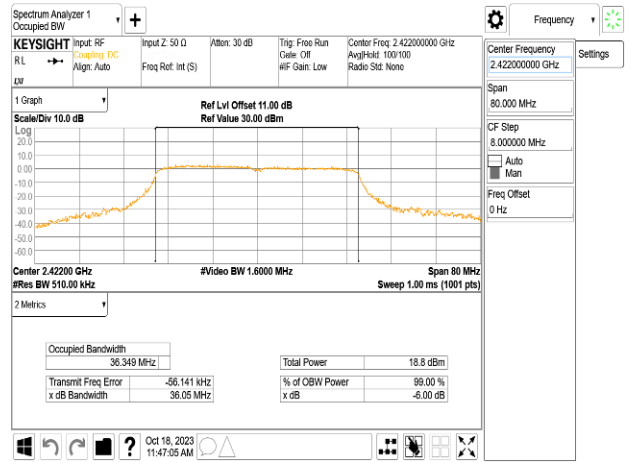 Spectrum Analyzer 1
Occupied BW
KEYSIGHT
RL
Input: RF
Coupling: DC
Align: Auto
Input Z: 50 Ω
Freq Ref: Int (S)
Atten: 30 dB
Trig: Free Run
Gate: Off
#IF Gain: Low
Center Freq: 2.422000000 GHz
Avg|Hold: 100/100
Radio Std: None
1 Graph
Scale/Div 10.0 dB
Ref Lvl Offset 11.00 dB
Ref Value 30.00 dBm
Log
20.0
10.0
0.00
-10.0
-20.0
-30.0
-40.0
-50.0
-60.0
Center 2.42200 GHz
#Res BW 510.00 kHz
#Video BW 1.6000 MHz
Span 80 MHz
Sweep 1.00 ms (1001 pts)
2 Metrics
Occupied Bandwidth
36.349 MHz
Transmit Freq Error -56.141 kHz
x dB Bandwidth 36.05 MHz
Total Power 18.8 dBm
% of OBW Power 99.00 %
x dB -6.00 dB
Oct 18, 2023
11:47:05 AM
Frequency
Settings
Center Frequency
2.422000000 GHz
Span
80.000 MHz
CF Step
8.000000 MHz
Auto
Man
Freq Offset
0 Hz